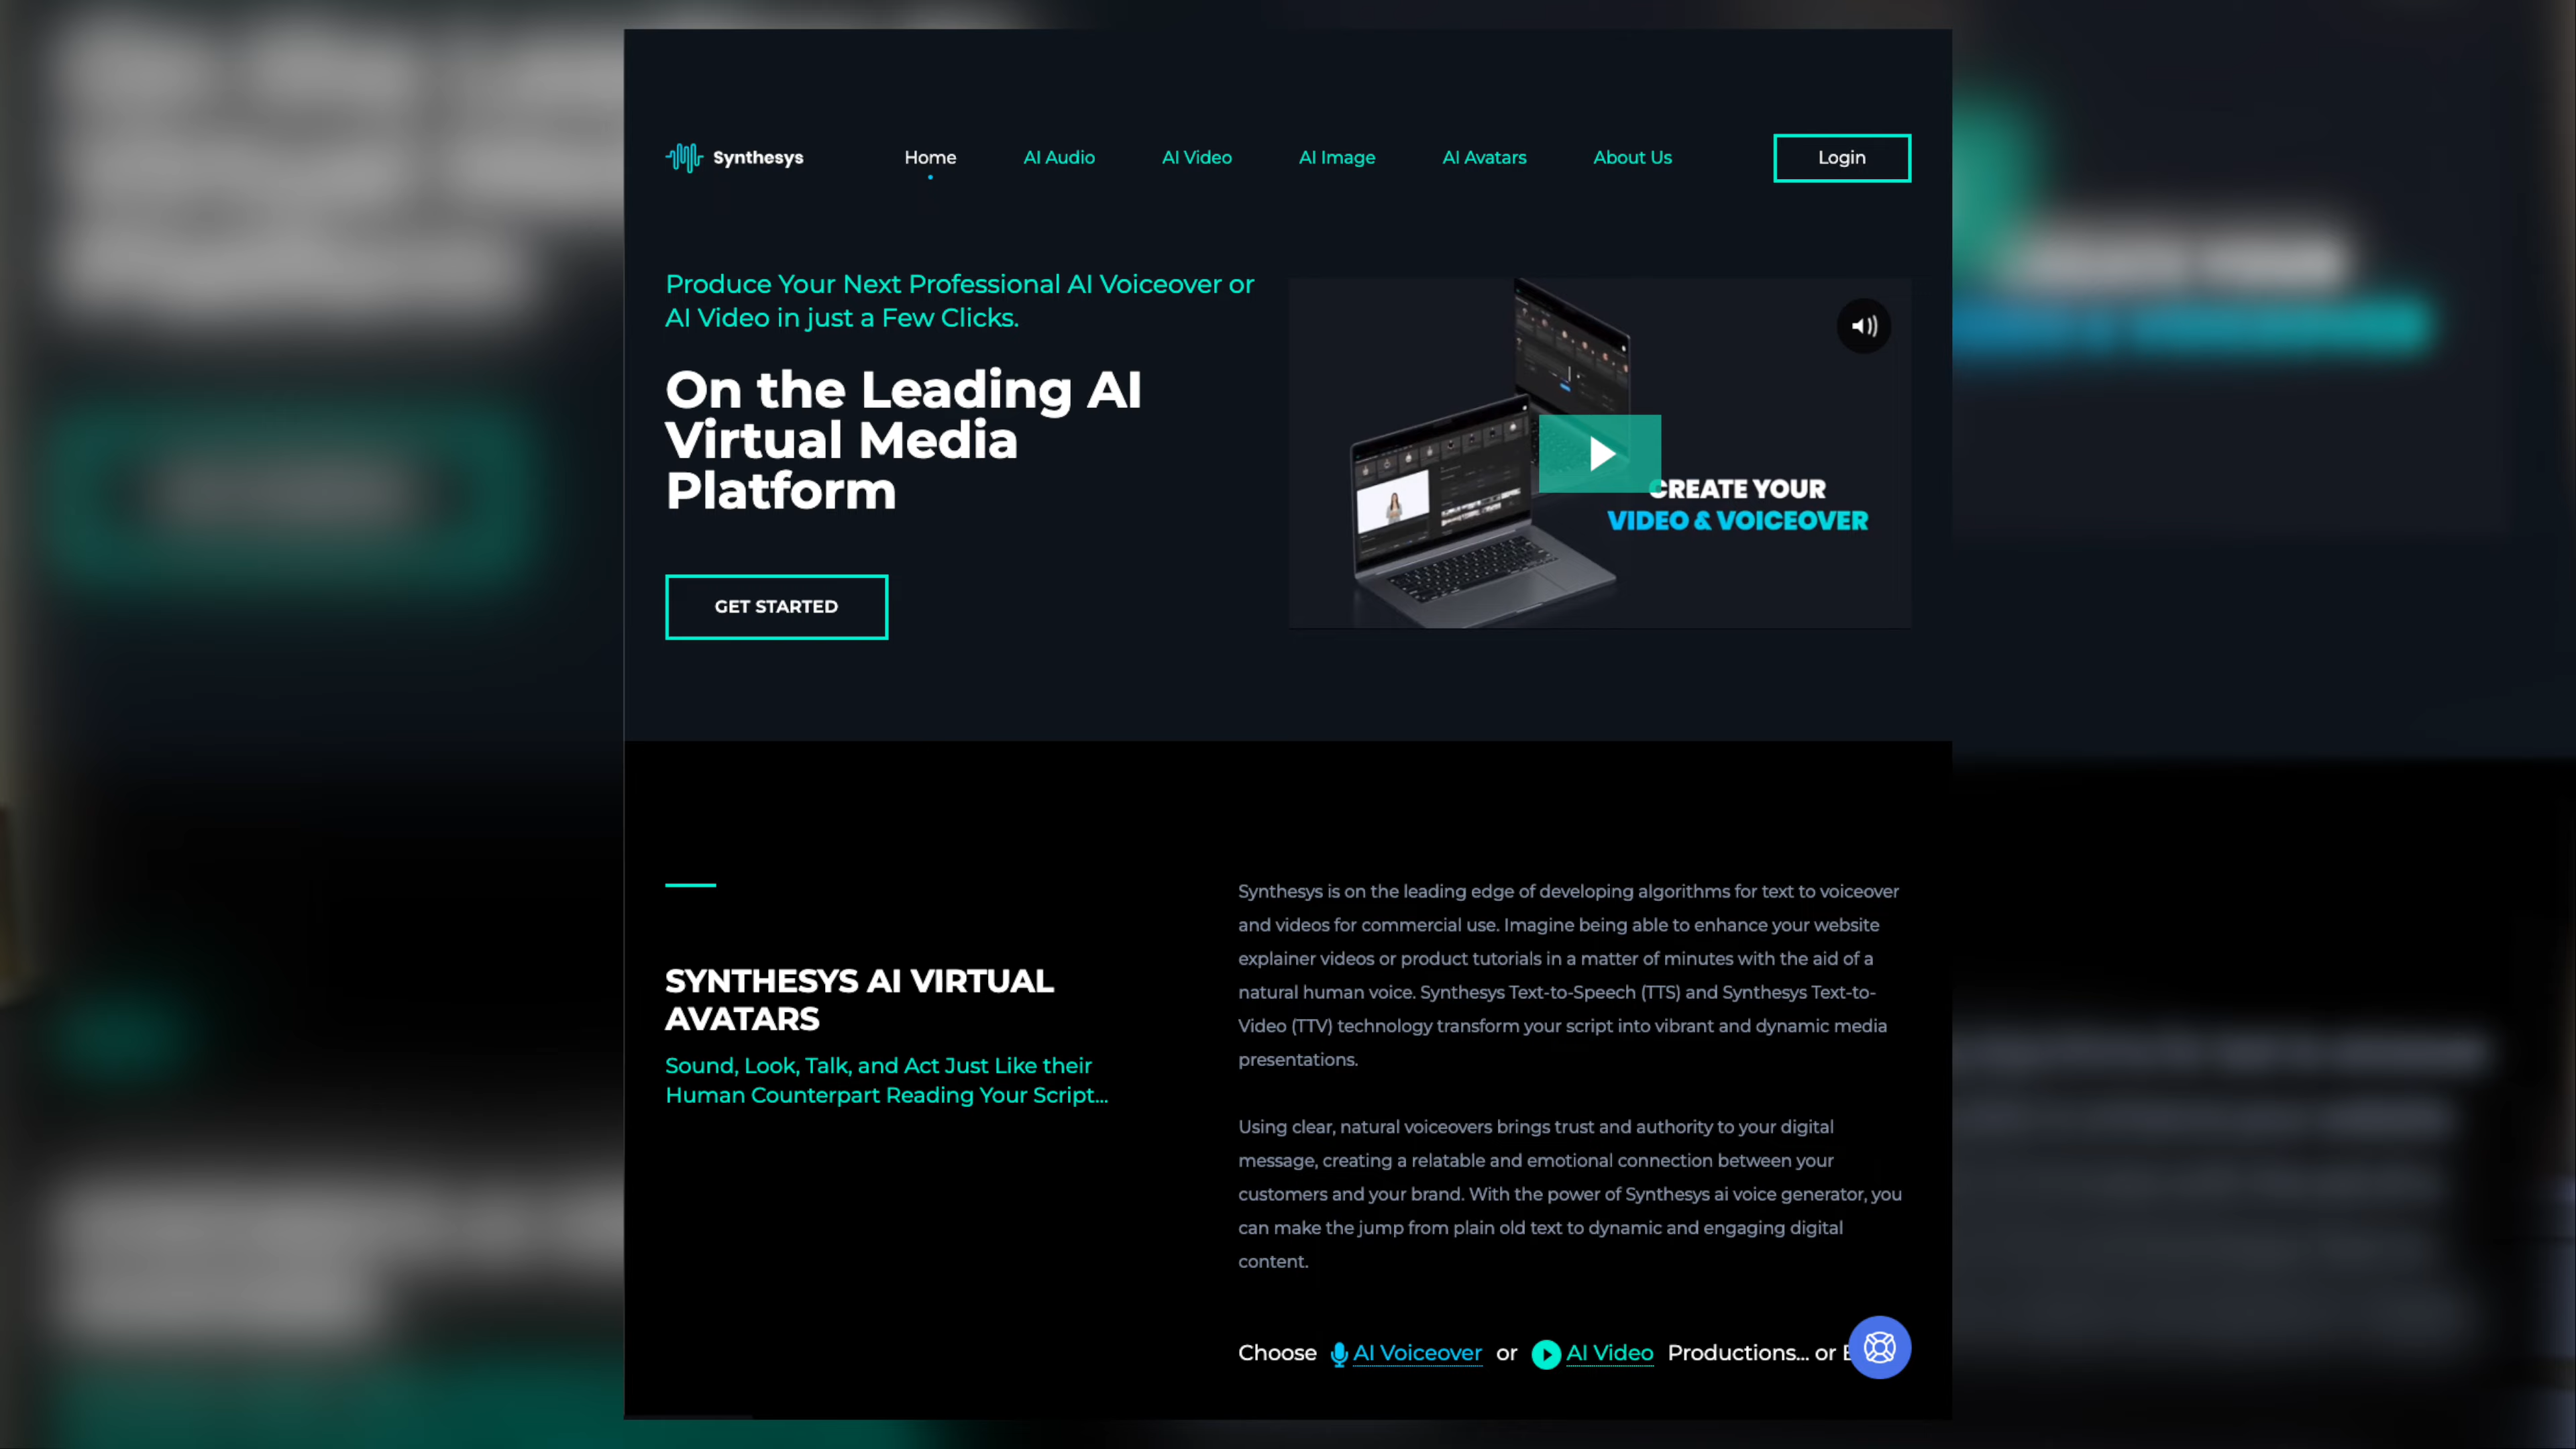 Synthesys
Home
AI Audio
AI Video
AI Image
AI Avatars
About Us
Login
Produce Your Next Professional AI Voiceover or
AI Video in just a Few Clicks.
On the Leading AI
Virtual Media
Platform
GET STARTED
CREATE YOUR
VIDEO & VOICEOVER
SYNTHESYS AI VIRTUAL
AVATARS
Sound, Look, Talk, and Act Just Like their
Human Counterpart Reading Your Script...
Synthesys is on the leading edge of developing algorithms for text to voiceover
and videos for commercial use. Imagine being able to enhance your website
explainer videos or product tutorials in a matter of minutes with the aid of a
natural human voice. Synthesys Text-to-Speech (TTS) and Synthesys Text-to-
Video (TTV) technology transform your script into vibrant and dynamic media
presentations.
Using clear, natural voiceovers brings trust and authority to your digital
message, creating a relatable and emotional connection between your
customers and your brand. With the power of Synthesys ai voice generator, you
can make the jump from plain old text to dynamic and engaging digital
content.
Choose AI Voiceover or AI Video Productions... or